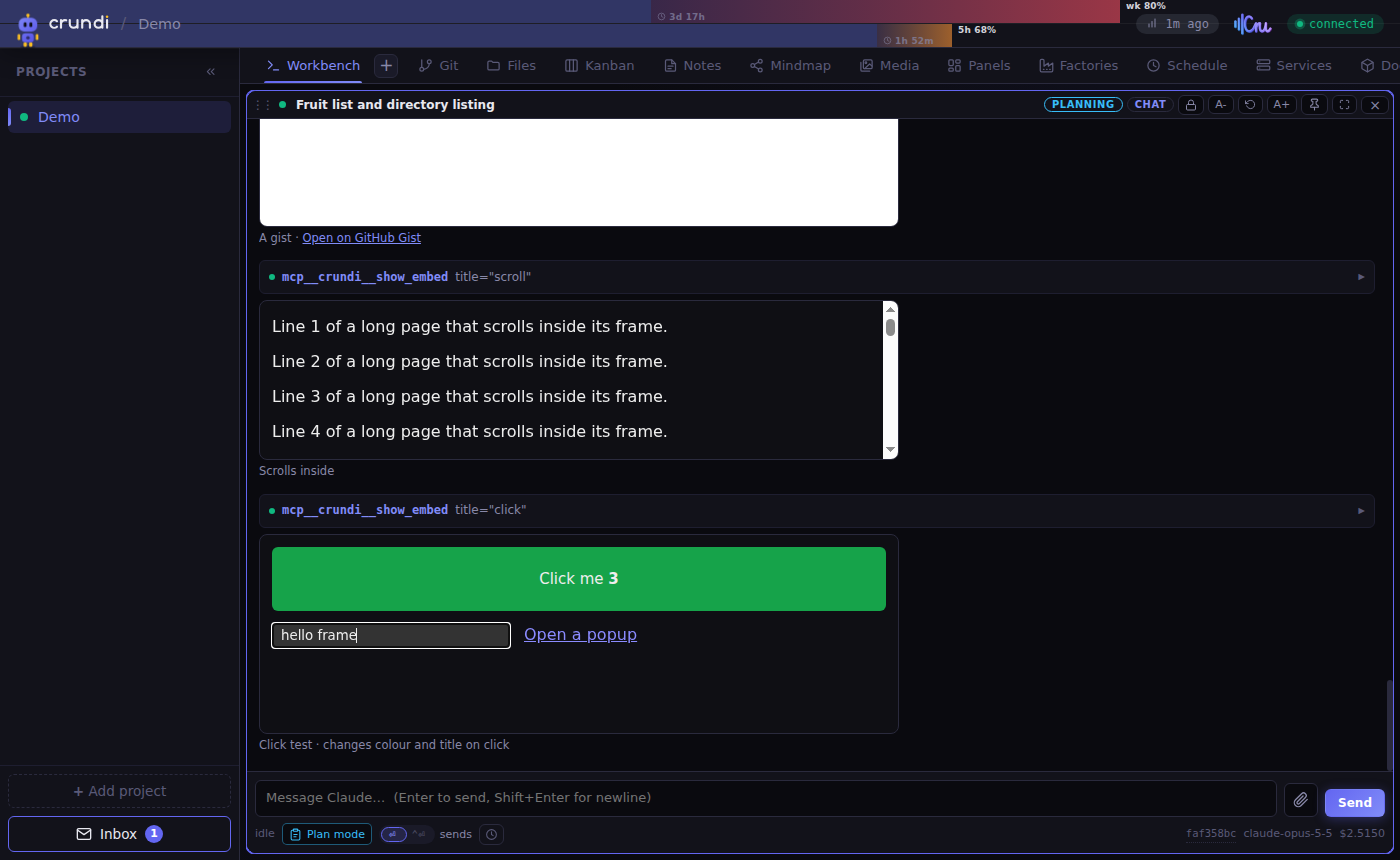 crundi / Demo
3d 17h
wk 80%
1h 52m
5h 68%
1m ago
Cru
connected
PROJECTS «
Workbench + Git Files Kanban Notes Mindmap Media Panels Factories Schedule Services Do
Demo
Fruit list and directory listing
PLANNING CHAT A- A+ ×
A gist · Open on GitHub Gist
mcp__crundi__show_embed title="scroll"
Line 1 of a long page that scrolls inside its frame.
Line 2 of a long page that scrolls inside its frame.
Line 3 of a long page that scrolls inside its frame.
Line 4 of a long page that scrolls inside its frame.
Scrolls inside
mcp__crundi__show_embed title="click"
Click me 3
hello frame Open a popup
Click test · changes colour and title on click
+ Add project
Inbox 1
Message Claude… (Enter to send, Shift+Enter for newline)
Send
idle Plan mode ⏎ ^⏎ sends
faf358bc claude-opus-5-5 $2.5150